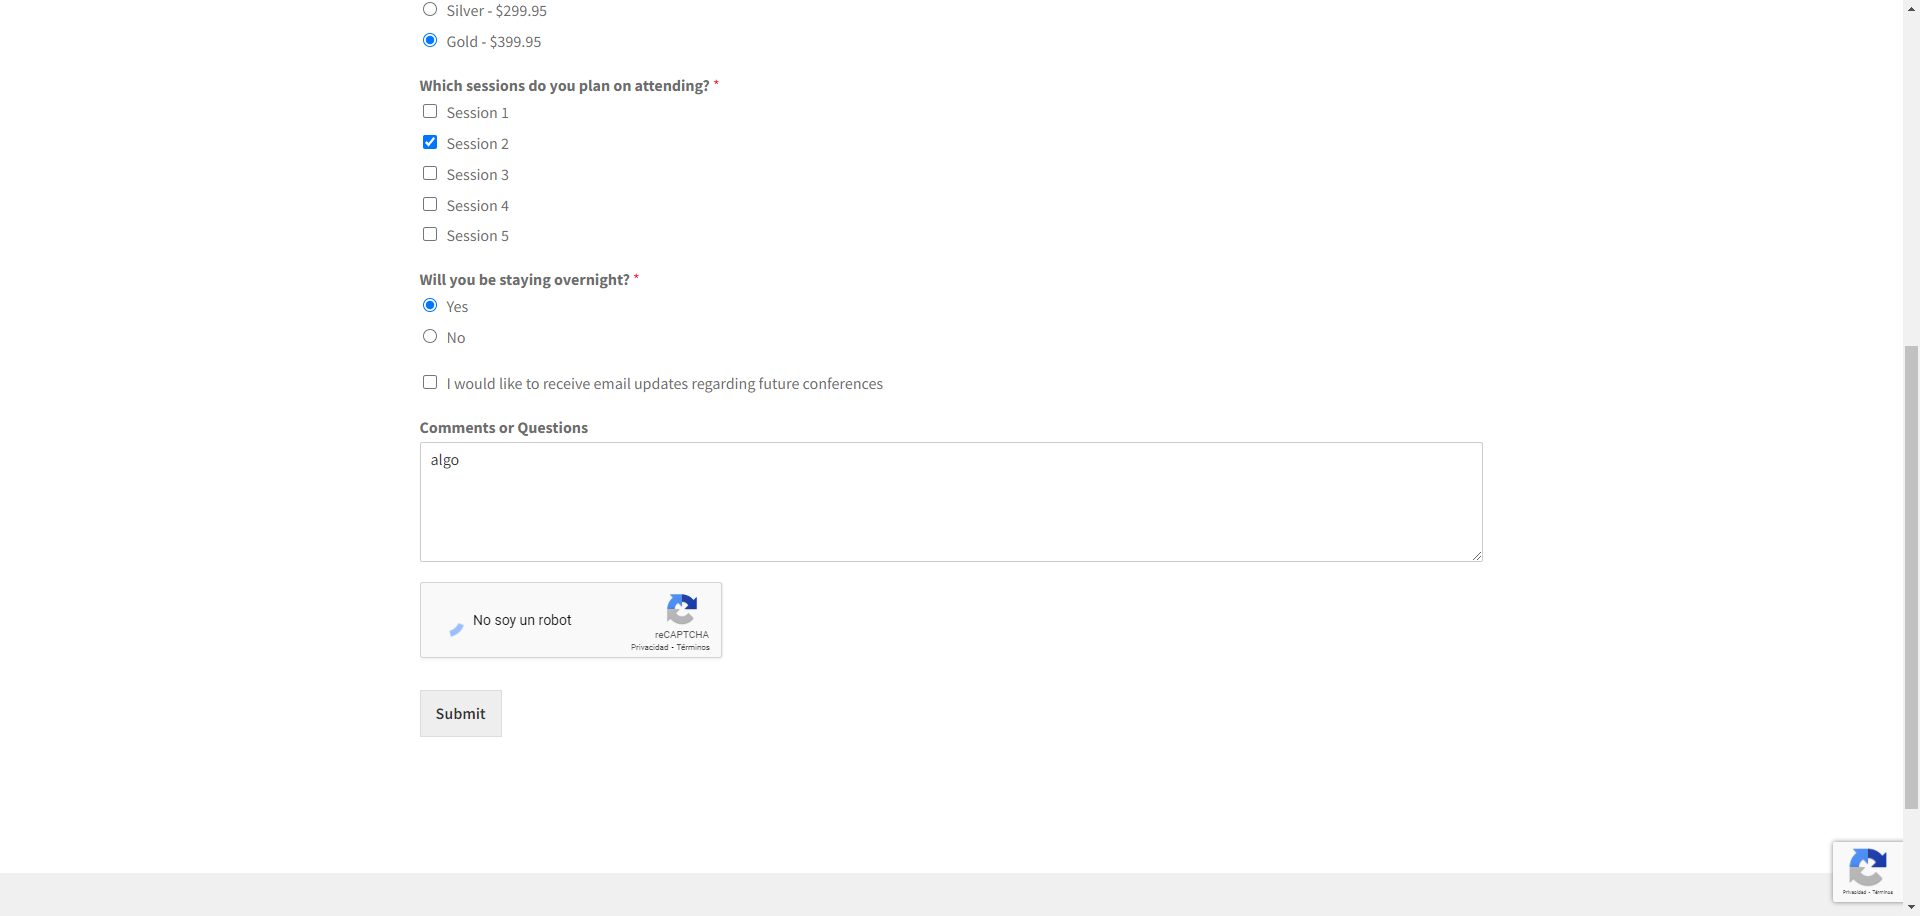 Silver - $299.95
Gold - $399.95
Which sessions do you plan on attending? *
Session 1
Session 2
Session 3
Session 4
Session 5
Will you be staying overnight? *
Yes
No
I would like to receive email updates regarding future conferences
Comments or Questions
algo
No soy un robot
reCAPTCHA
Privacidad - Términos
Submit
Privacidad - Términos